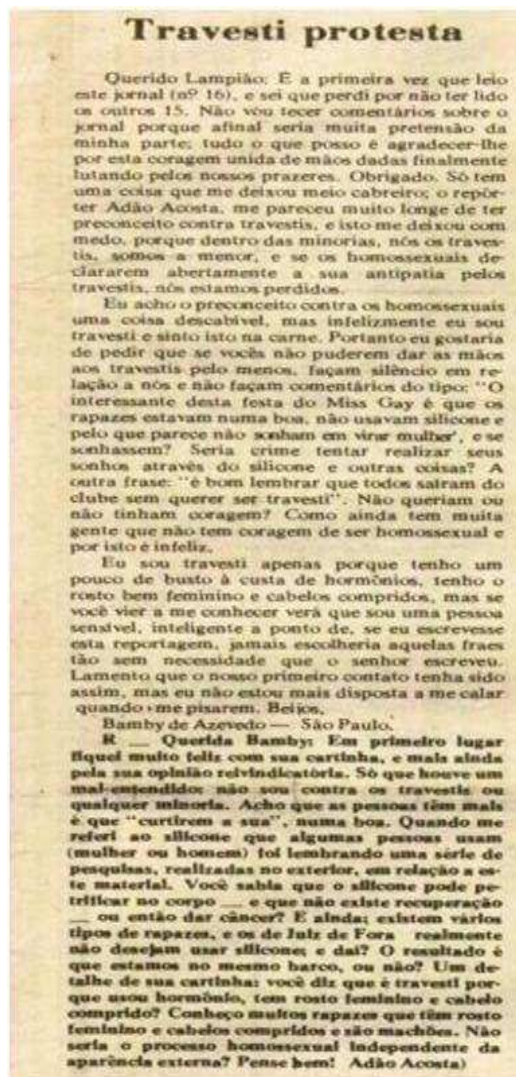 Travesti protesta
Querido Lampião: É a primeira vez que leio
este jornal (nº 16), e sei que perdi por não ter lido
os outros 15. Não vou tecer comentários sobre o
jornal porque afinal seria muita pretensão da
minha parte; tudo o que posso é agradecer-lhe
por esta coragem unida de mãos dadas finalmente
lutando pelos nossos prazeres. Obrigado. Só tem
uma coisa que me deixou meio cabreiro; o repór-
ter Adão Acosta, me pareceu muito longe de ter
preconceito contra travestis, e isto me deixou com
medo, porque dentro das minorias, nós os traves-
tis, somos a menor, e se os homossexuais de-
clararem abertamente a sua antipatia pelos
travestis, nós estamos perdidos.
Eu acho o preconceito contra os homossexuais
uma coisa descabível, mas infelizmente eu sou
travesti e sinto isto na carne. Portanto eu gostaria
de pedir que se vocês não puderem dar as mãos
aos travestis pelo menos, façam silêncio em re-
lação a nós e não façam comentários do tipo: "O
interessante desta festa do Miss Gay é que os
rapazes estavam numa boa, não usavam silicone e
pelo que parece não sonham em virar mulher', e se
sonhassem? Seria crime tentar realizar seus
sonhos através do silicone e outras coisas? A
outra frase: "é bom lembrar que todos saíram do
clube sem querer ser travesti". Não queriam ou
não tinham coragem? Como ainda tem muita
gente que não tem coragem de ser homossexual e
por isto é infeliz.
Eu sou travesti apenas porque tenho um
pouco de busto à custa de hormônios, tenho o
rosto bem feminino e cabelos compridos, mas se
você vier a me conhecer verá que sou uma pessoa
sensível, inteligente a ponto de, se eu escrevesse
esta reportagem, jamais escolheria aquelas fraes
tão sem necessidade que o senhor escreveu.
Lamento que o nosso primeiro contato tenha sido
assim, mas eu não estou mais disposta a me calar
quando me pisarem. Beijos.
Bamby de Azevedo — São Paulo.
R — Querida Bamby: Em primeiro lugar
fiquei muito feliz com sua cartinha, e mais ainda
pela sua opinião reivindicatória. Só que houve um
mal-entendido: não sou contra os travestis ou
qualquer minoria. Acho que as pessoas têm mais
é que "curtirem a sua", numa boa. Quando me
referi ao silicone que algumas pessoas usam
(mulher ou homem) foi lembrando uma série de
pesquisas, realizadas no exterior, em relação a es-
te material. Você sabia que o silicone pode pe-
trificar no corpo — e que não existe recuperação
— ou então dar câncer? E ainda; existem vários
tipos de rapazes, e os de Juiz de Fora realmente
não desejam usar silicone; e daí? O resultado é
que estamos no mesmo barco, ou não? Um de-
talhe de sua cartinha: você diz que é travesti por-
que usou hormônio, tem rosto feminino e cabelo
comprido? Conheço muitos rapazes que têm rosto
feminino e cabelos compridos e são machões. Não
seria o processo homossexual independente da
aparência externa? Pense bem! Adão Acosta)